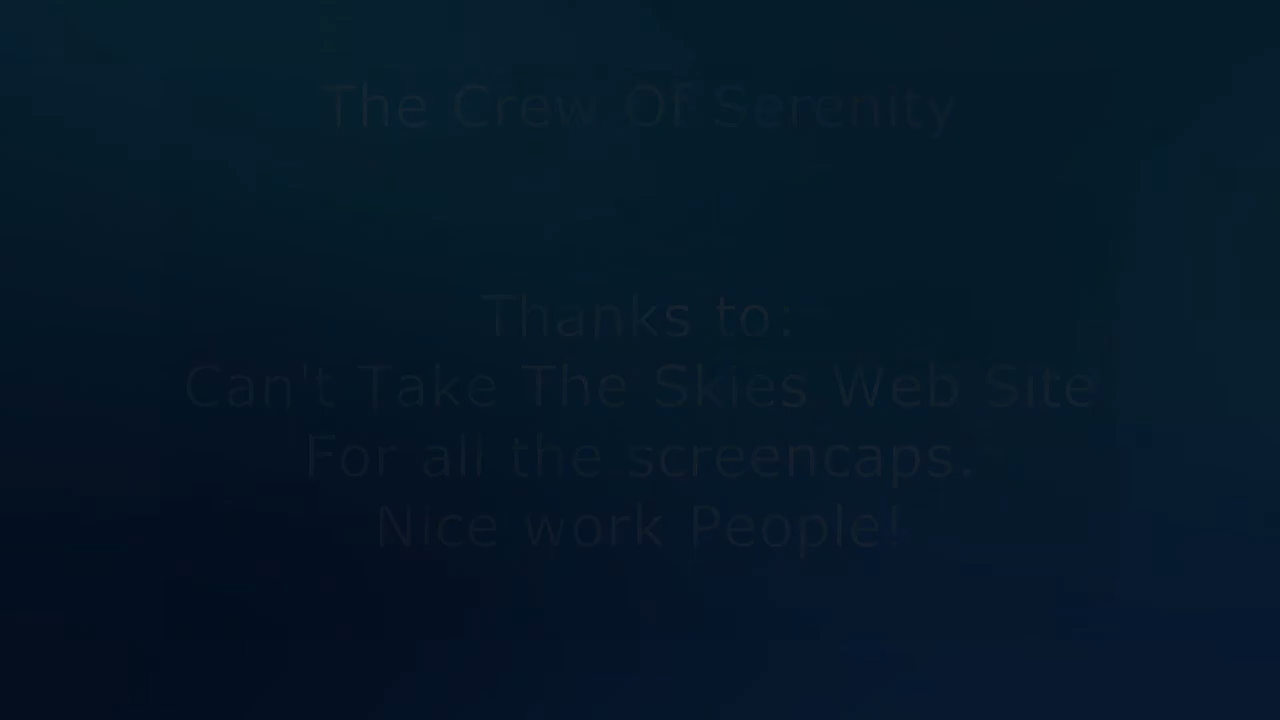 The Crew Of Serenity
Thanks to:
Can't Take The Skies Web Site
For all the screencaps.
Nice work People!